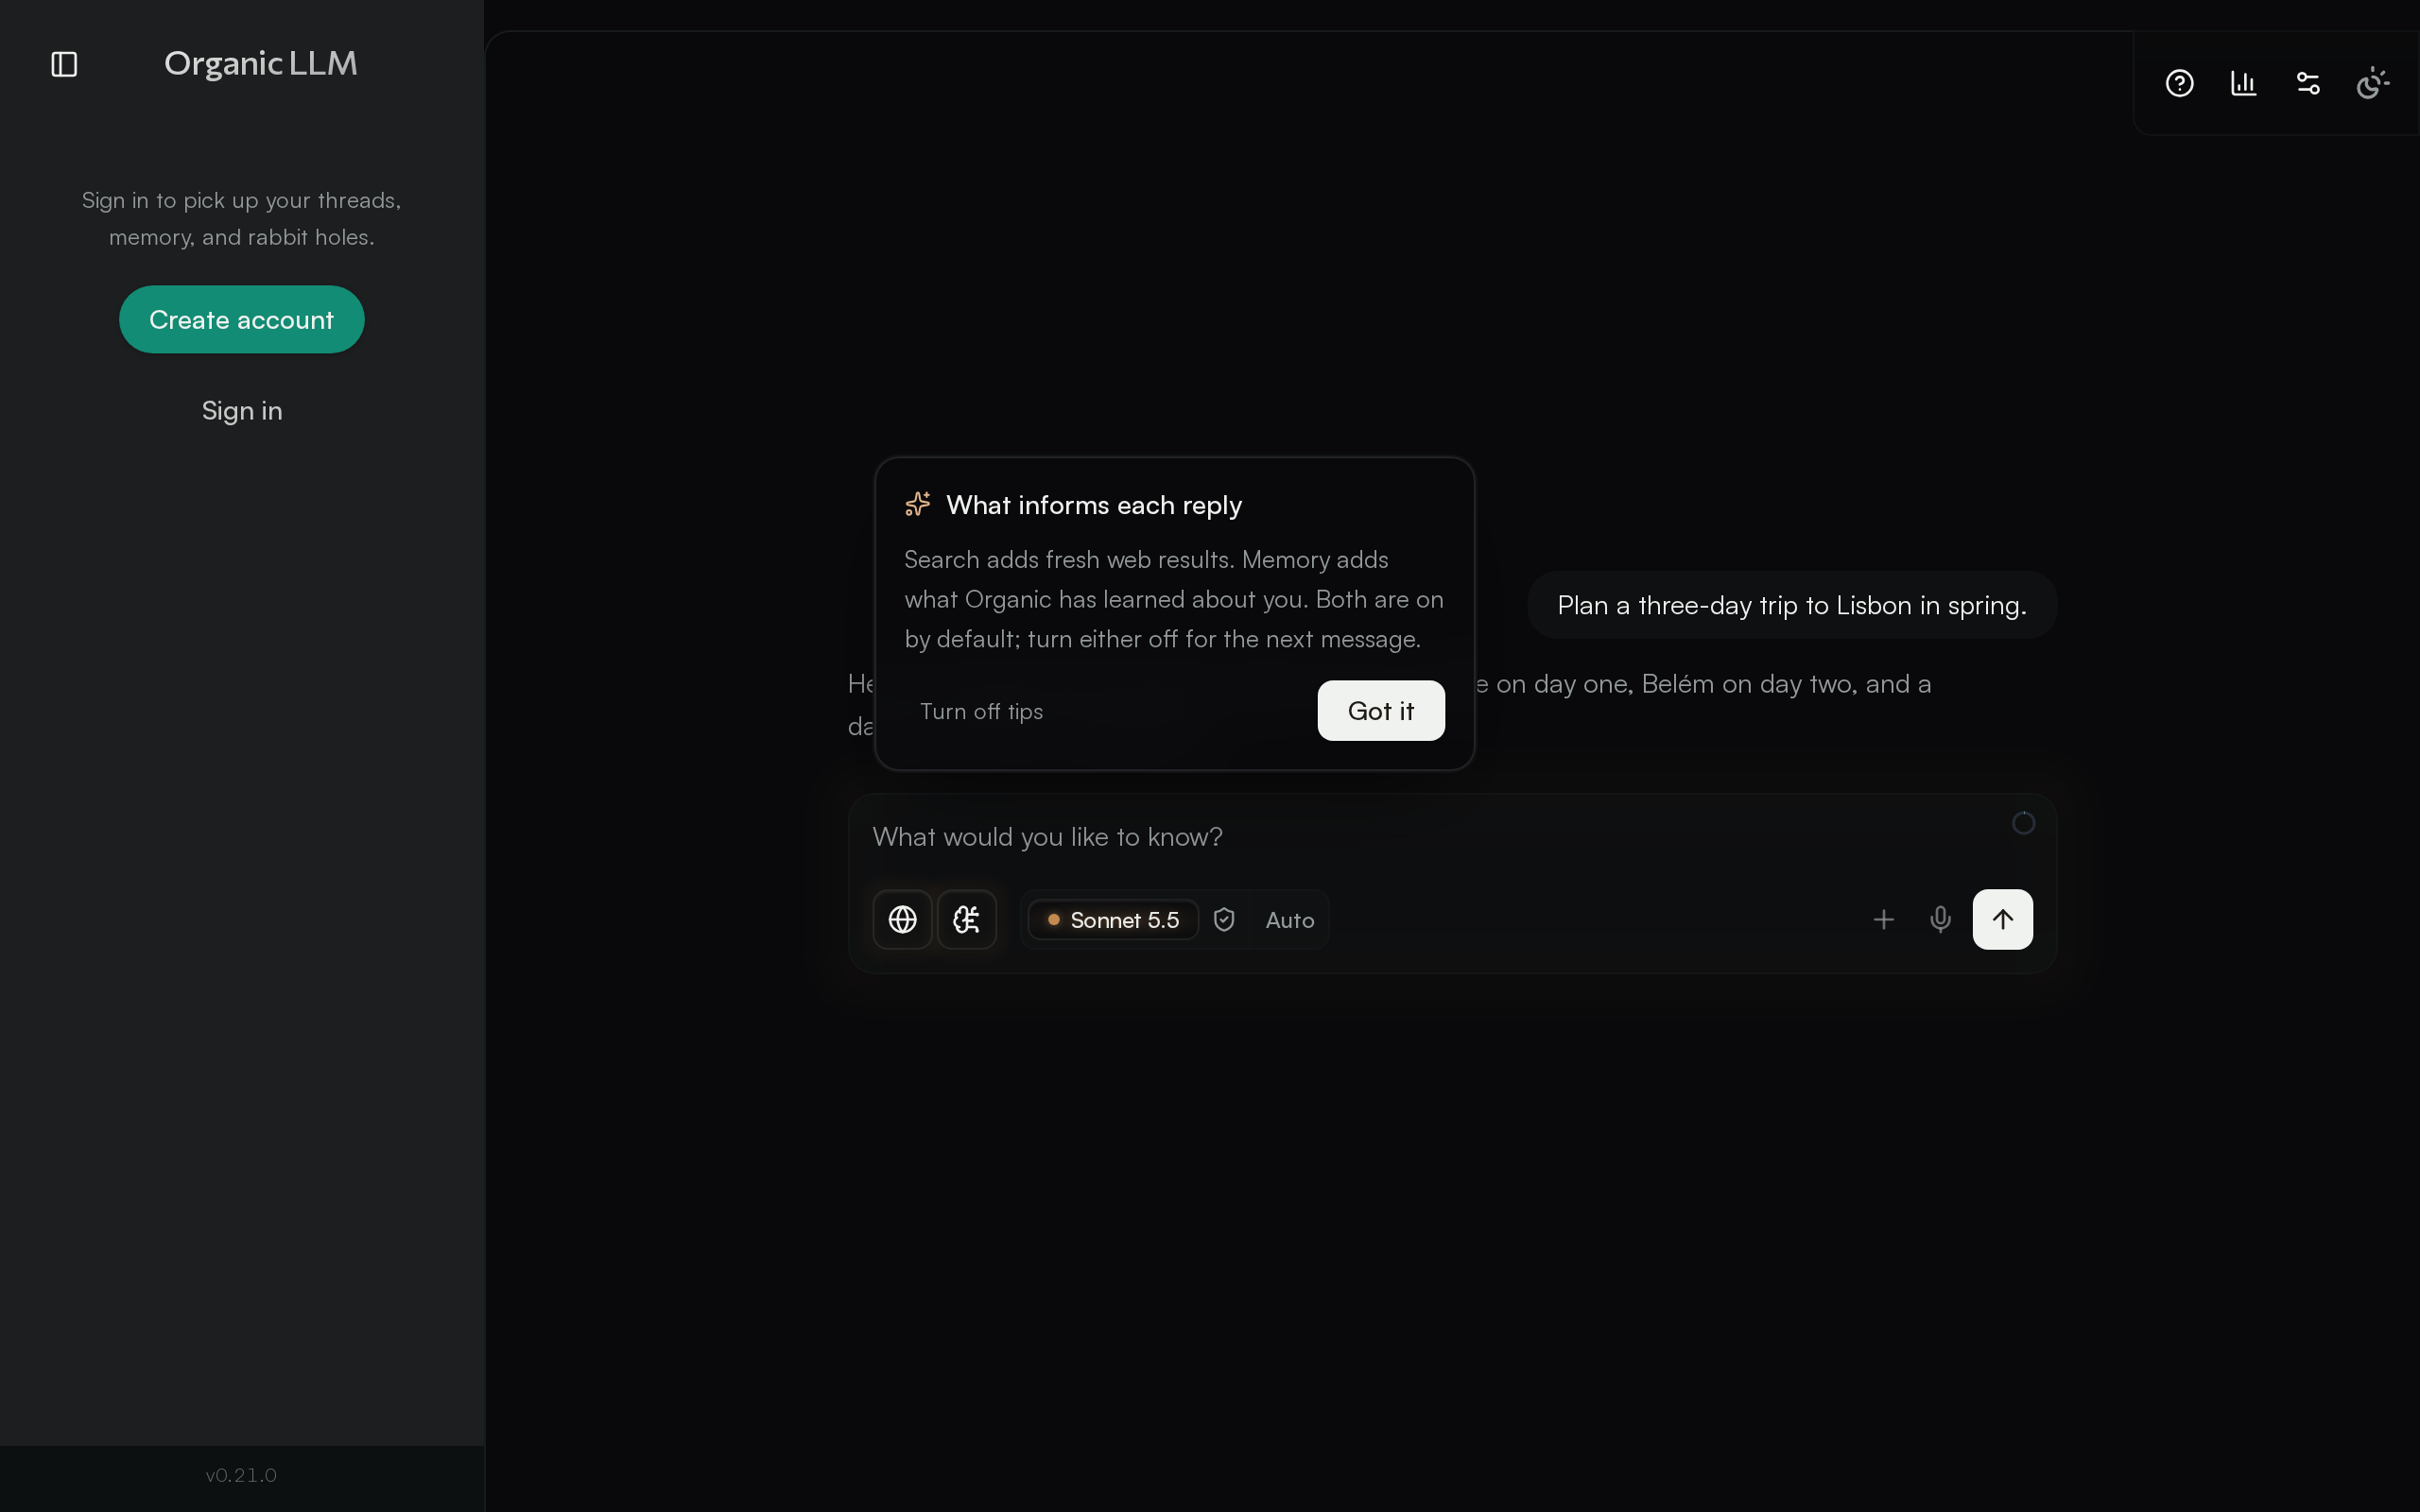 Organic LLM
Sign in to pick up your threads,
memory, and rabbit holes.
Create account
Sign in
v0.21.0
What informs each reply
Search adds fresh web results. Memory adds
what Organic has learned about you. Both are on
by default; turn either off for the next message.
Turn off tips
Got it
Plan a three-day trip to Lisbon in spring.
on day one, Belém on day two, and a
What would you like to know?
Sonnet 5.5
Auto